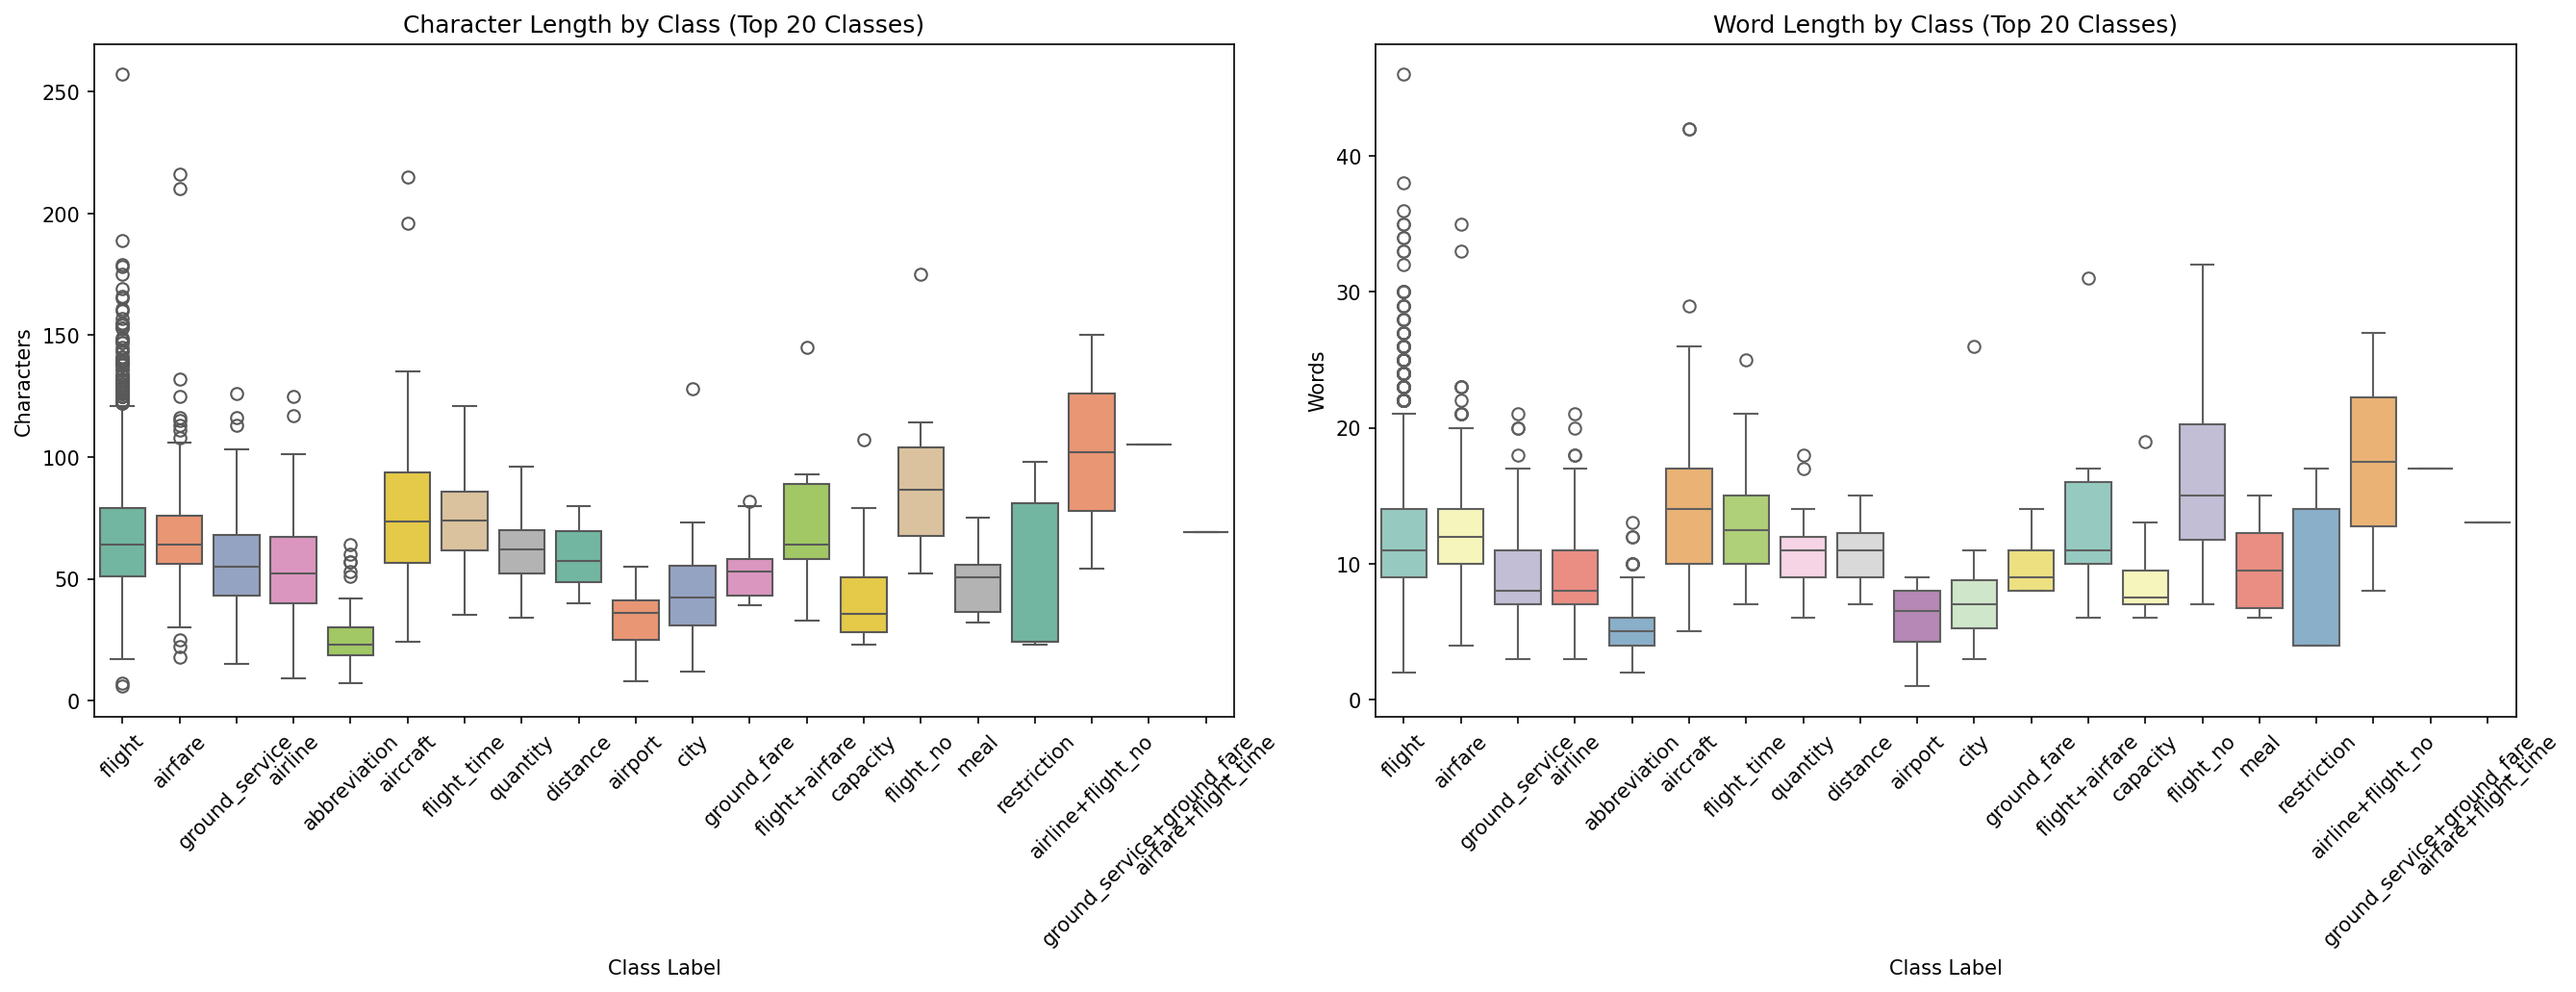 Character Length by Class (Top 20 Classes)
Characters
250
200
150
100
50
0
flight
airfare
ground_service
airline
abbreviation
aircraft
flight_time
quantity
distance
airport
city
ground_fare
flight+airfare
capacity
flight_no
meal
restriction
airline+flight_no
ground_service+ground_fare
airfare+flight_time
Class Label
Word Length by Class (Top 20 Classes)
Words
40
30
20
10
0
flight
airfare
ground_service
airline
abbreviation
aircraft
flight_time
quantity
distance
airport
city
ground_fare
flight+airfare
capacity
flight_no
meal
restriction
airline+flight_no
ground_service+ground_fare
airfare+flight_time
Class Label